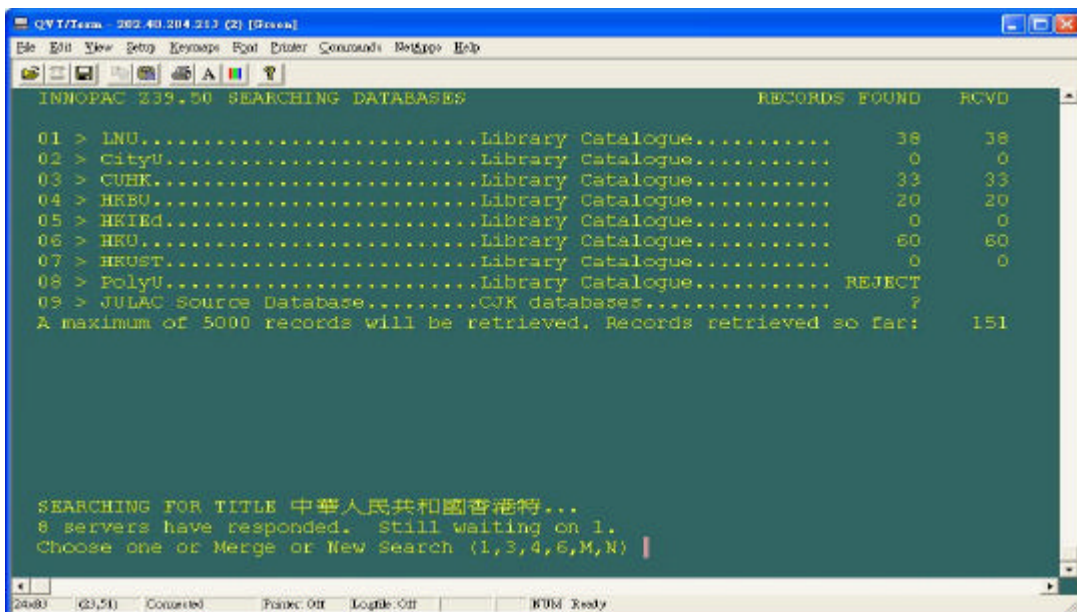 QVT/Term - 202.40.204.213 (2) [Green]
File Edit View Setup Keymaps Font Printer Commands NetApps Help
INNOPAC Z39.50 SEARCHING DATABASES RECORDS FOUND RCVD
01 > LNU.............................Library Catalogue........... 38 38
02 > CityU...........................Library Catalogue........... 0 0
03 > CUHK............................Library Catalogue........... 33 33
04 > HKBU............................Library Catalogue........... 20 20
05 > HKIEd...........................Library Catalogue........... 0 0
06 > HKU.............................Library Catalogue........... 60 60
07 > HKUST...........................Library Catalogue........... 0 0
08 > PolyU...........................Library Catalogue........... REJECT
09 > JULAC Source Database.........CJK databases............... ?
A maximum of 5000 records will be retrieved. Records retrieved so far: 151
SEARCHING FOR TITLE 中華人民共和國香港特...
8 servers have responded. Still waiting on 1.
Choose one or Merge or New Search (1,3,4,6,M,N)
24x83 (23,51) Connected Printer: Off Logfile: Off NUM Ready